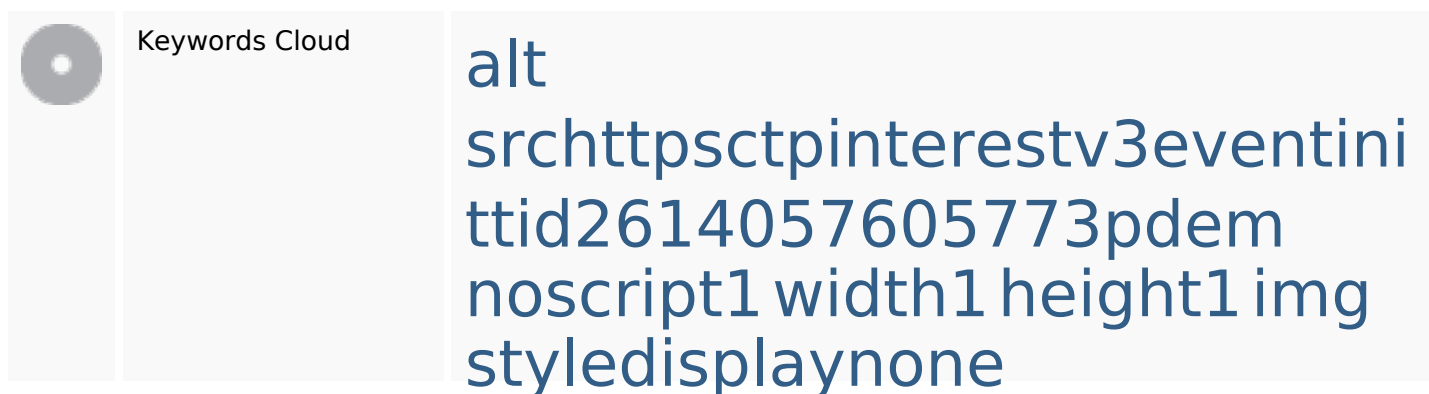 Keywords Cloud
alt
srchttpsctpinterestv3eventini
ttid2614057605773pdem
noscript1 width1 height1 img
styledisplaynone